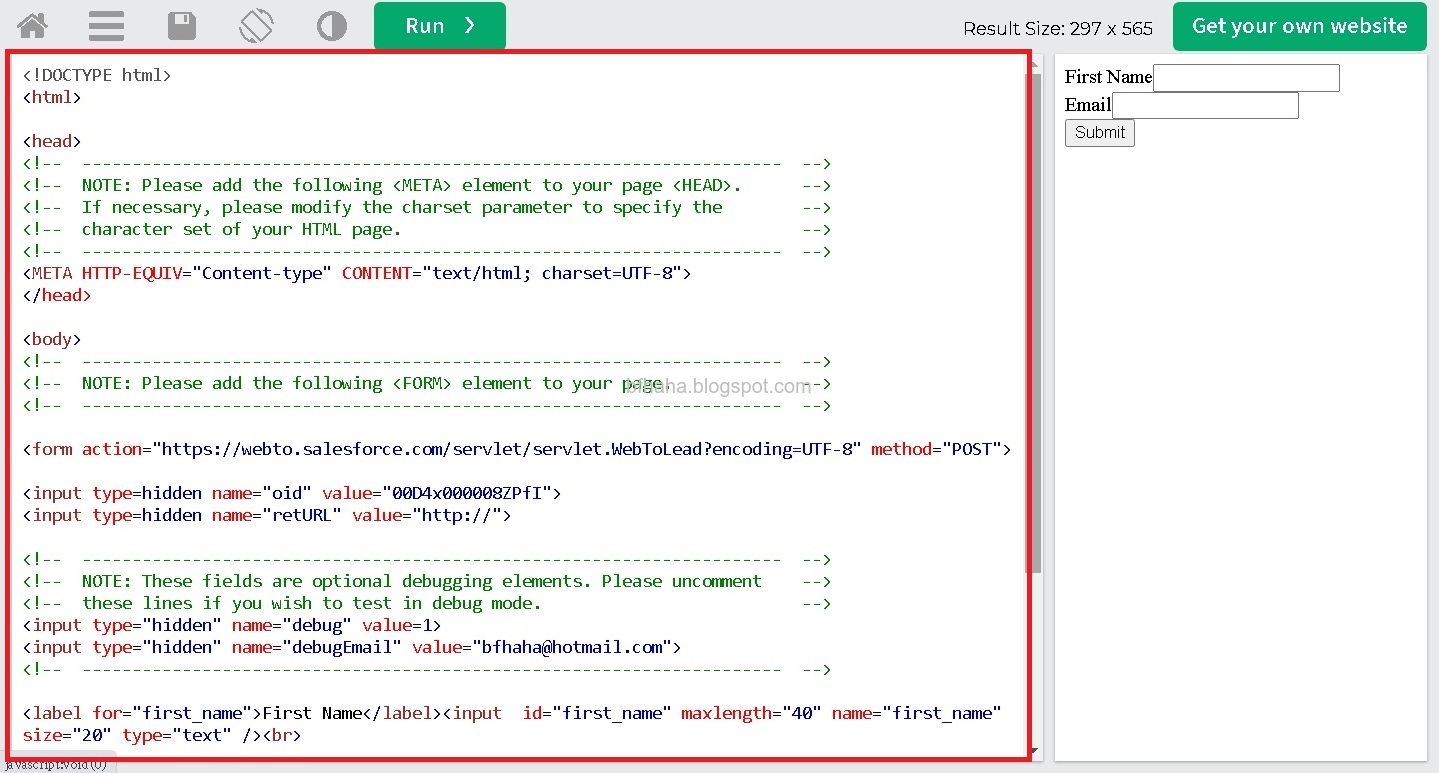 Run ❯
Result Size: 297 x 565
Get your own website
<!DOCTYPE html>
<html>
<head>
<!--  ----------------------------------------------------------------------  -->
<!--  NOTE: Please add the following <META> element to your page <HEAD>.      -->
<!--  If necessary, please modify the charset parameter to specify the        -->
<!--  character set of your HTML page.                                        -->
<!--  ----------------------------------------------------------------------  -->
<META HTTP-EQUIV="Content-type" CONTENT="text/html; charset=UTF-8">
</head>
<body>
<!--  ----------------------------------------------------------------------  -->
<!--  NOTE: Please add the following <FORM> element to your page.             -->
<!--  ----------------------------------------------------------------------  -->
<form action="https://webto.salesforce.com/servlet/servlet.WebToLead?encoding=UTF-8" method="POST">
<input type=hidden name="oid" value="00D4x000008ZPfI">
<input type=hidden name="retURL" value="http://">
<!--  ----------------------------------------------------------------------  -->
<!--  NOTE: These fields are optional debugging elements. Please uncomment    -->
<!--  these lines if you wish to test in debug mode.                          -->
<input type="hidden" name="debug" value=1>
<input type="hidden" name="debugEmail" value="bfhaha@hotmail.com">
<!--  ----------------------------------------------------------------------  -->
<label for="first_name">First Name</label><input  id="first_name" maxlength="40" name="first_name"
size="20" type="text" /><br>
javascript:void(0)
bfhaha.blogspot.com
First Name
Email
Submit